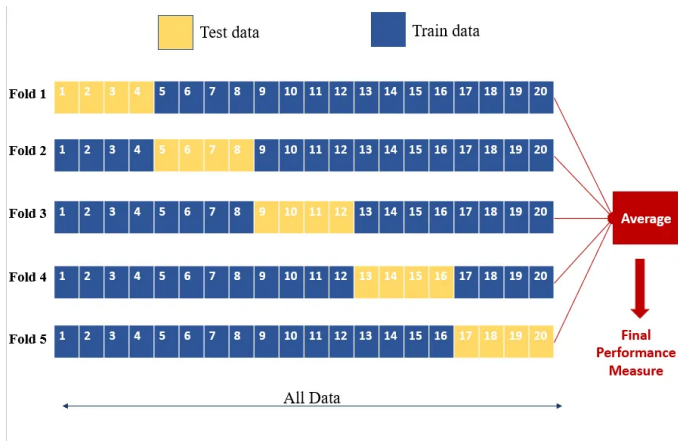 Test data
Train data
Fold 1 1 2 3 4 5 6 7 8 9 10 11 12 13 14 15 16 17 18 19 20
Fold 2 1 2 3 4 5 6 7 8 9 10 11 12 13 14 15 16 17 18 19 20
Fold 3 1 2 3 4 5 6 7 8 9 10 11 12 13 14 15 16 17 18 19 20
Average
Fold 4 1 2 3 4 5 6 7 8 9 10 11 12 13 14 15 16 17 18 19 20
Fold 5 1 2 3 4 5 6 7 8 9 10 11 12 13 14 15 16 17 18 19 20
Final
Performance
Measure
All Data